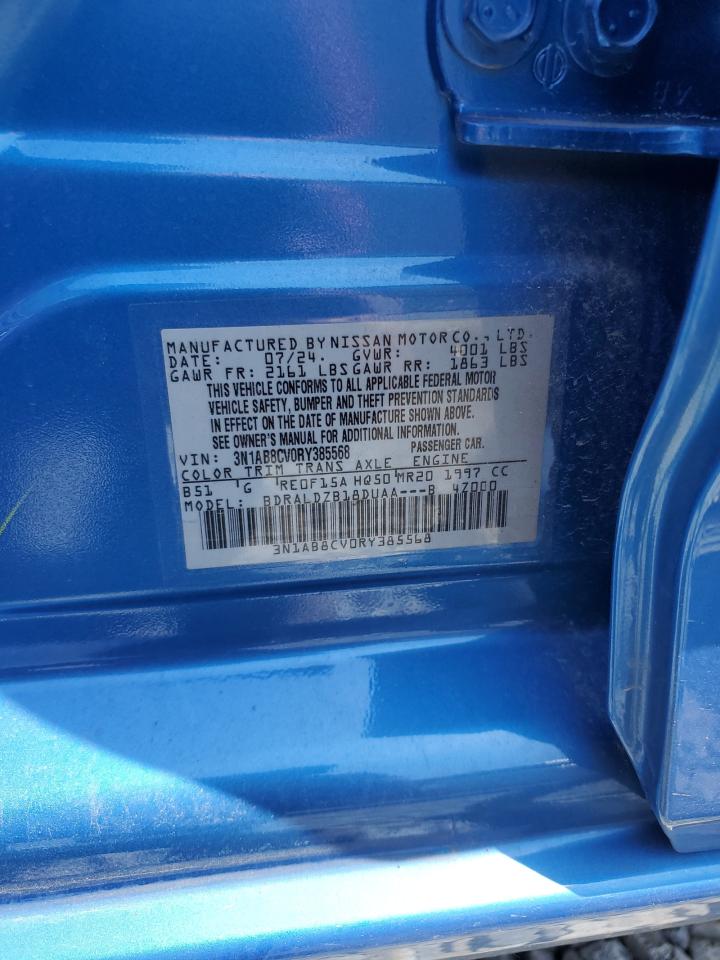 MANUFACTURED BY NISSAN MOTOR CO., LTD.
DATE: 07/24. GVWR: 4001 LBS
GAWR FR: 2161 LBS GAWR RR: 1863 LBS
THIS VEHICLE CONFORMS TO ALL APPLICABLE FEDERAL MOTOR
VEHICLE SAFETY, BUMPER AND THEFT PREVENTION STANDARDS
IN EFFECT ON THE DATE OF MANUFACTURE SHOWN ABOVE.
SEE OWNER'S MANUAL FOR ADDITIONAL INFORMATION.
VIN: 3N1AB8CV0RY385568 PASSENGER CAR.
COLOR TRIM TRANS AXLE ENGINE
B51 G RE0F15A HQ50 MR20 1997 CC
MODEL: BDRALDZB18DUAA---B 47000
3N1AB8CV0RY385568